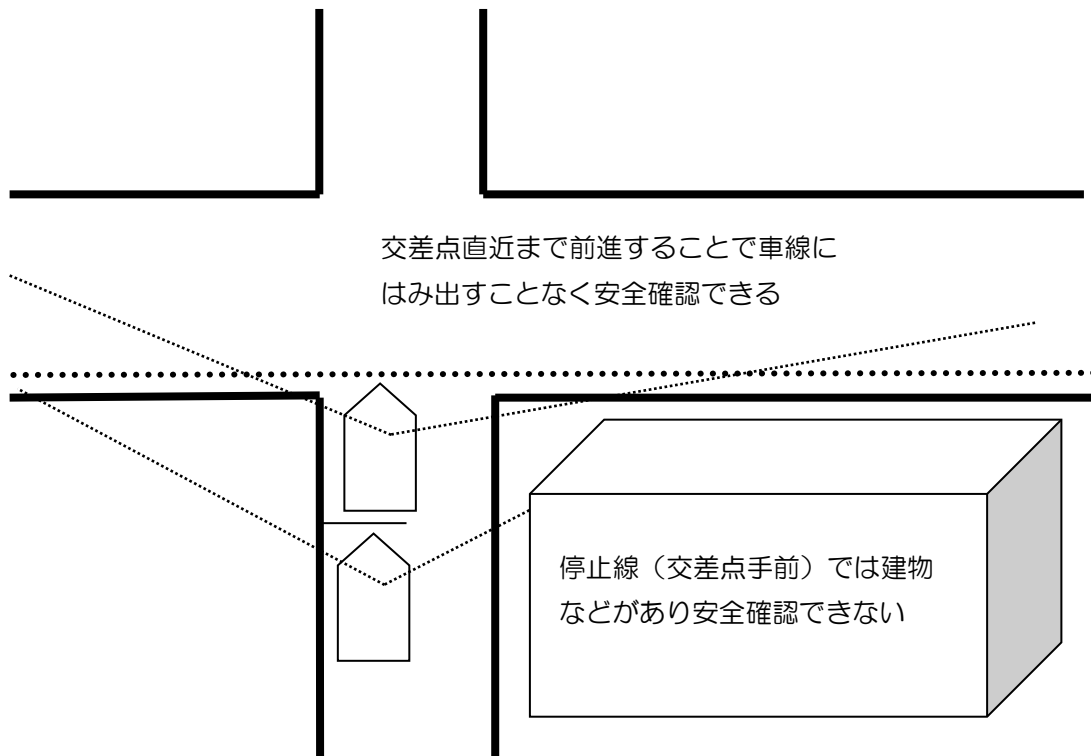 交差点直近まで前進することで車線に
はみ出すことなく安全確認できる
停止線（交差点手前）では建物
などがあり安全確認できない